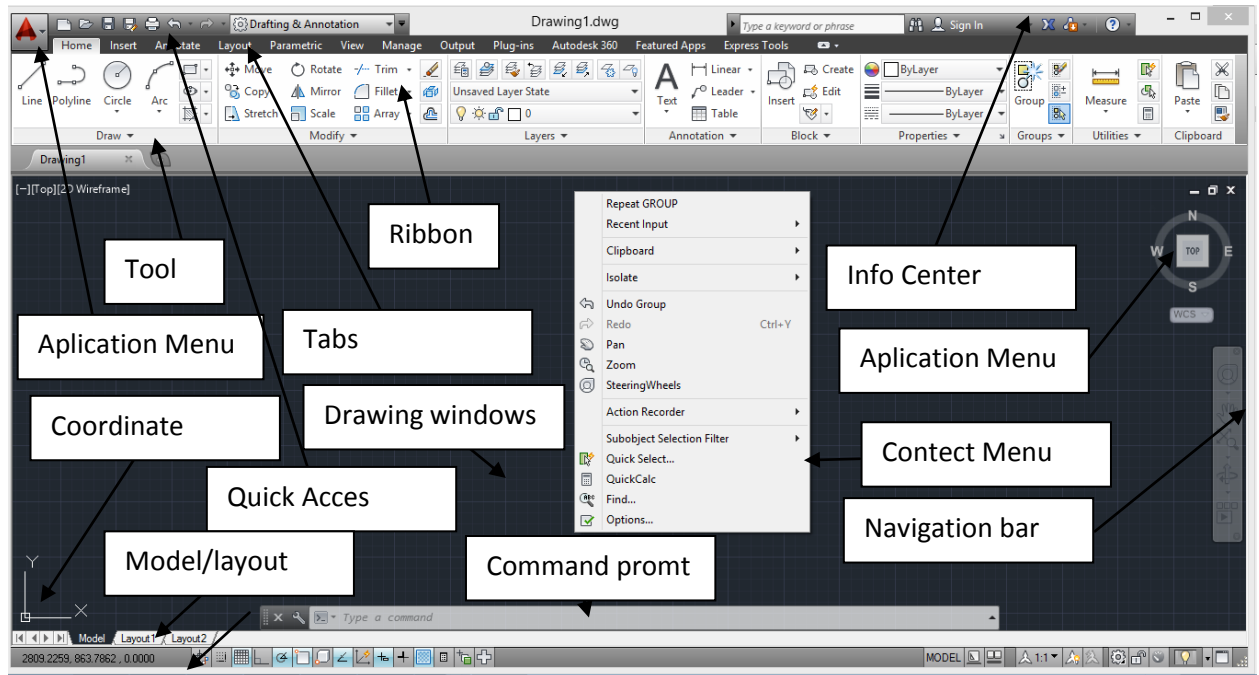 Drafting & Annotation
Drawing1.dwg
Type a keyword or phrase
Sign In
Home Insert Annotate Layout Parametric View Manage Output Plug-ins Autodesk 360 Featured Apps Express Tools
Line Polyline Circle Arc
Move Rotate Trim
Copy Mirror Fillet
Stretch Scale Array
Unsaved Layer State
0
Text
Linear
Leader
Table
Insert
Create
Edit
ByLayer
ByLayer
ByLayer
Group
Measure
Paste
Draw Modify Layers Annotation Block Properties Groups Utilities Clipboard
Drawing1
[−][Top][2D Wireframe]
N
W TOP E
S
WCS
Repeat GROUP
Recent Input
Clipboard
Isolate
Undo Group
Redo Ctrl+Y
Pan
Zoom
SteeringWheels
Action Recorder
Subobject Selection Filter
Quick Select...
QuickCalc
Find...
Options...
Ribbon
Tool
Info Center
Aplication Menu
Tabs
Aplication Menu
Coordinate
Drawing windows
Contect Menu
Quick Acces
Navigation bar
Model/layout
Command promt
Y
X
Type a command
Model Layout1 Layout2
2809.2259, 863.7862 , 0.0000
MODEL
1:1